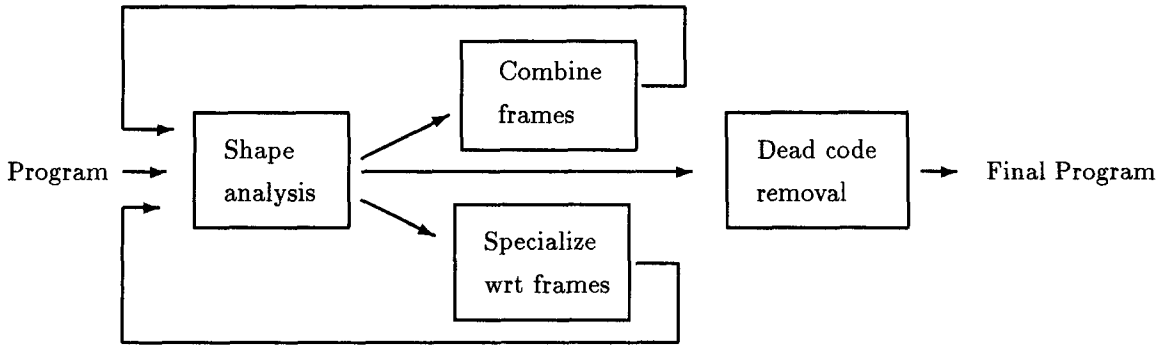 Program
Shape
analysis
Combine
frames
Specialize
wrt frames
Dead code
removal
Final Program